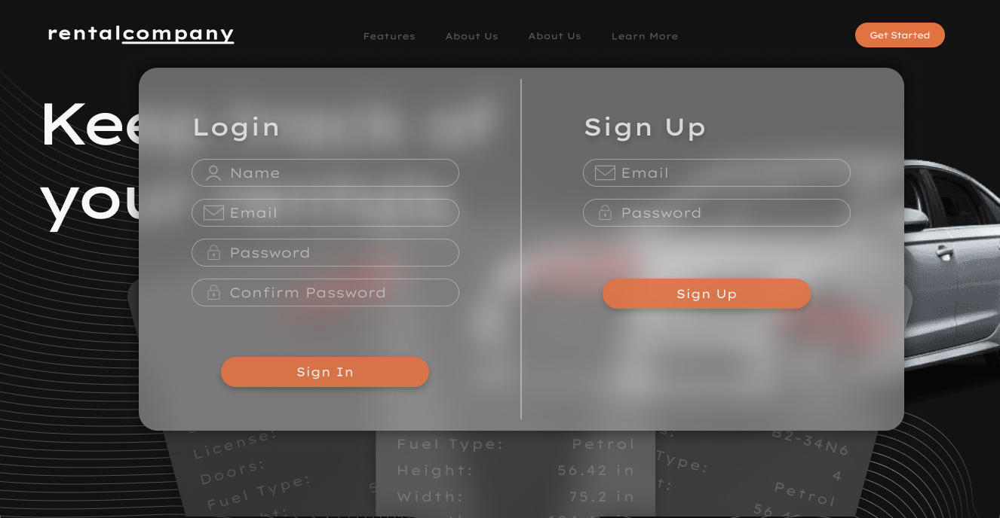 rentalcompany
Features
About Us
About Us
Learn More
Get Started
Kee
you
Login
Name
Email
Password
Confirm Password
Sign In
Sign Up
Email
Password
Sign Up
License:
Doors:
Fuel Type:
5
Fuel Type: Petrol
Height: 56.42 in
Width: 75.2 in
B2-34N6
4
Type:
Petrol